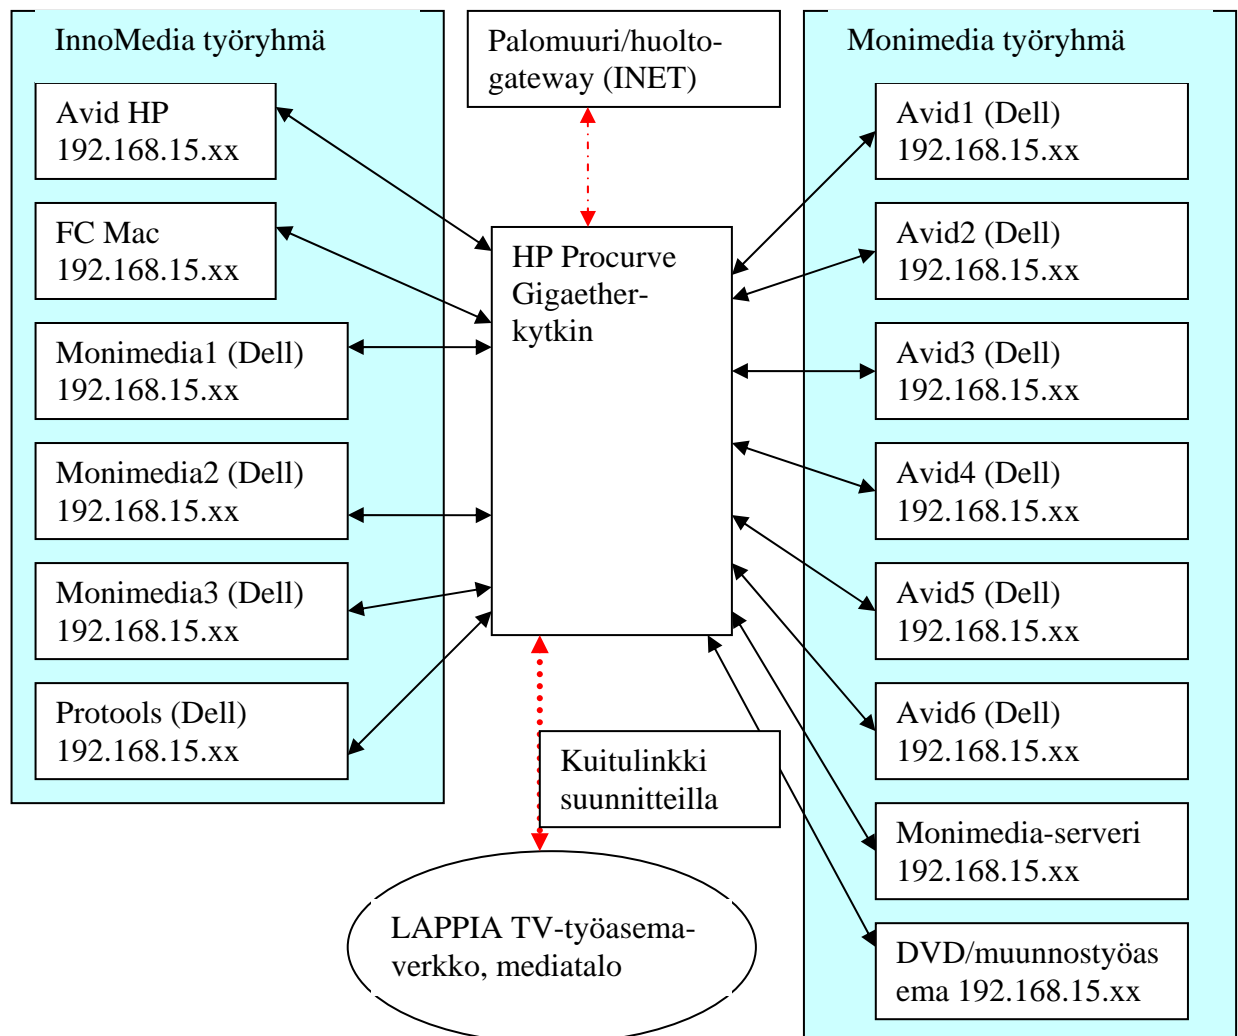 InnoMedia työryhmä
Avid HP
192.168.15.xx
FC Mac
192.168.15.xx
Monimedia1 (Dell)
192.168.15.xx
Monimedia2 (Dell)
192.168.15.xx
Monimedia3 (Dell)
192.168.15.xx
Protools (Dell)
192.168.15.xx
Palomuuri/huolto-
gateway (INET)
HP Procurve
Gigaether-
kytkin
Kuitulinkki
suunnitteilla
LAPPIA TV-työasema-
verkko, mediatalo
Monimedia työryhmä
Avid1 (Dell)
192.168.15.xx
Avid2 (Dell)
192.168.15.xx
Avid3 (Dell)
192.168.15.xx
Avid4 (Dell)
192.168.15.xx
Avid5 (Dell)
192.168.15.xx
Avid6 (Dell)
192.168.15.xx
Monimedia-serveri
192.168.15.xx
DVD/muunnostyöas
ema 192.168.15.xx